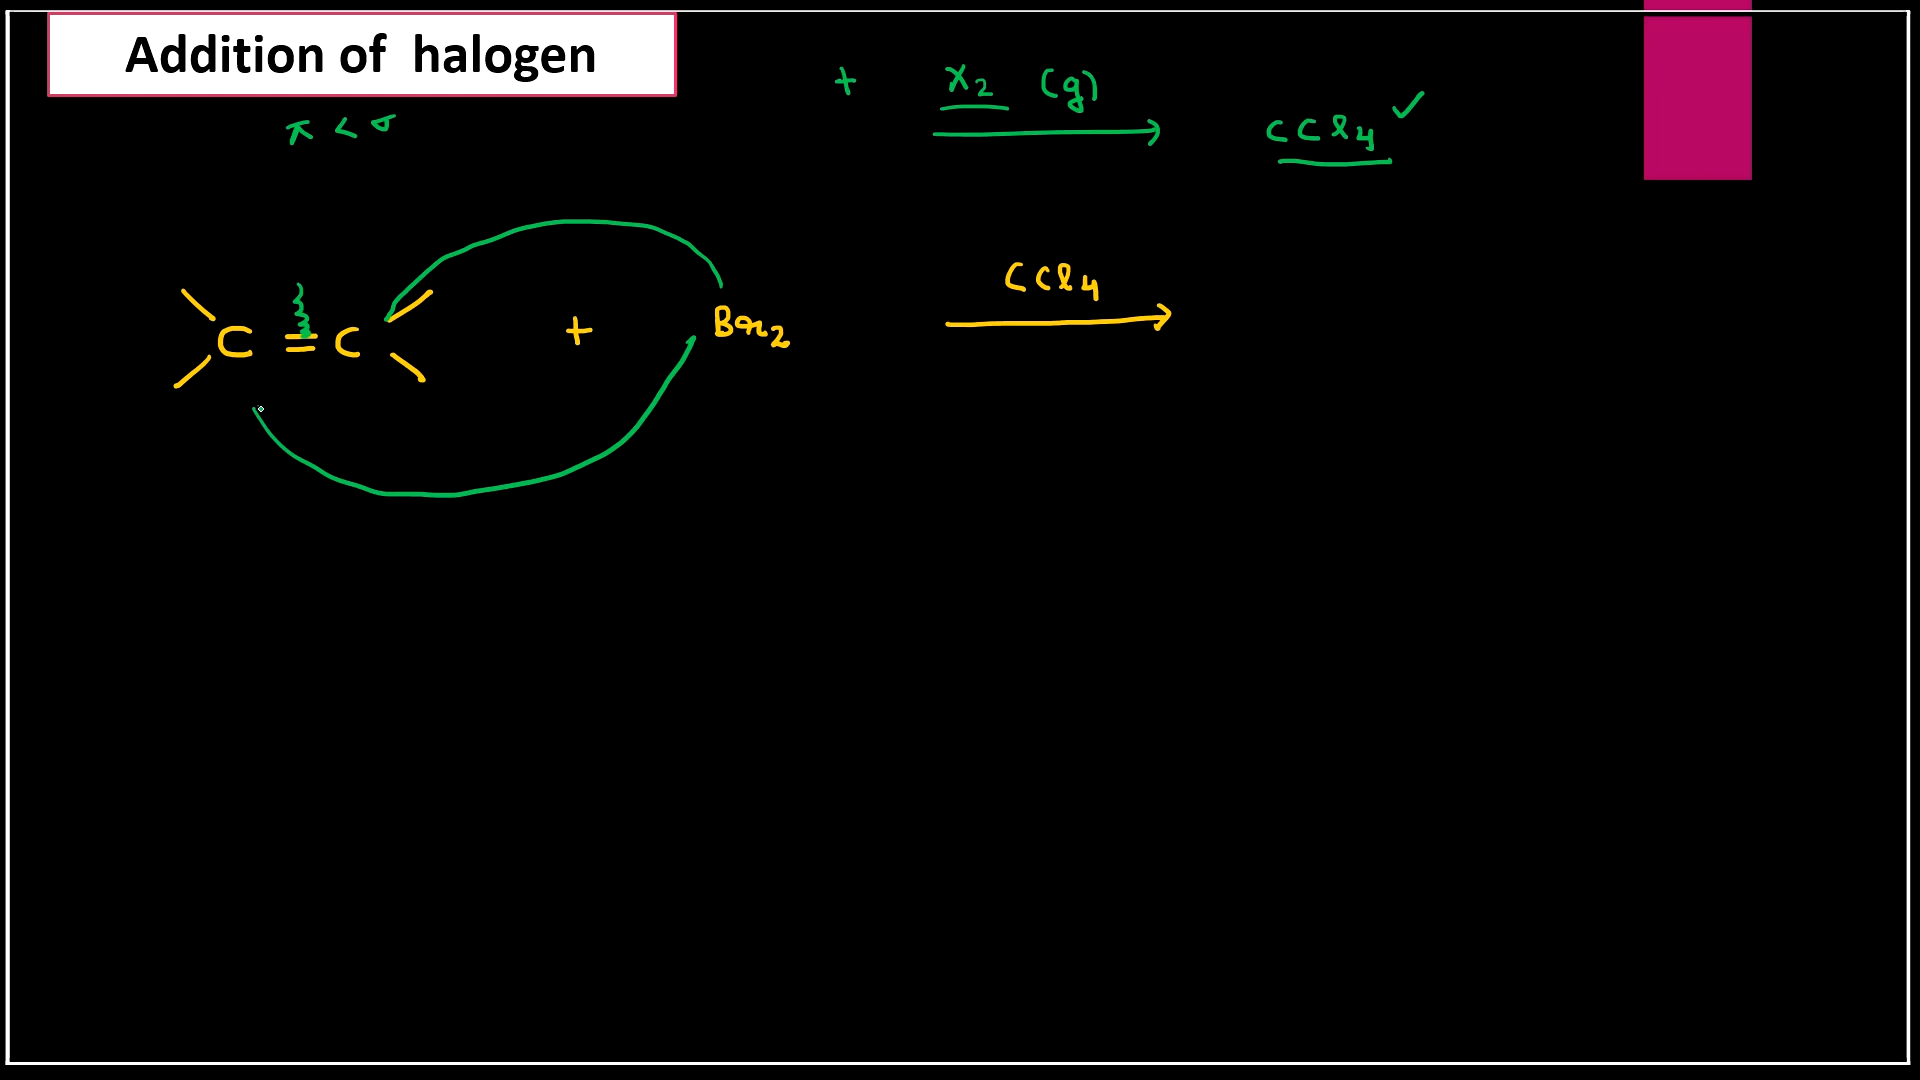 Addition of halogen
+ X₂ (g)
π < σ
→ CCl₄ ✓
CCl₄
C = C + Br₂ →